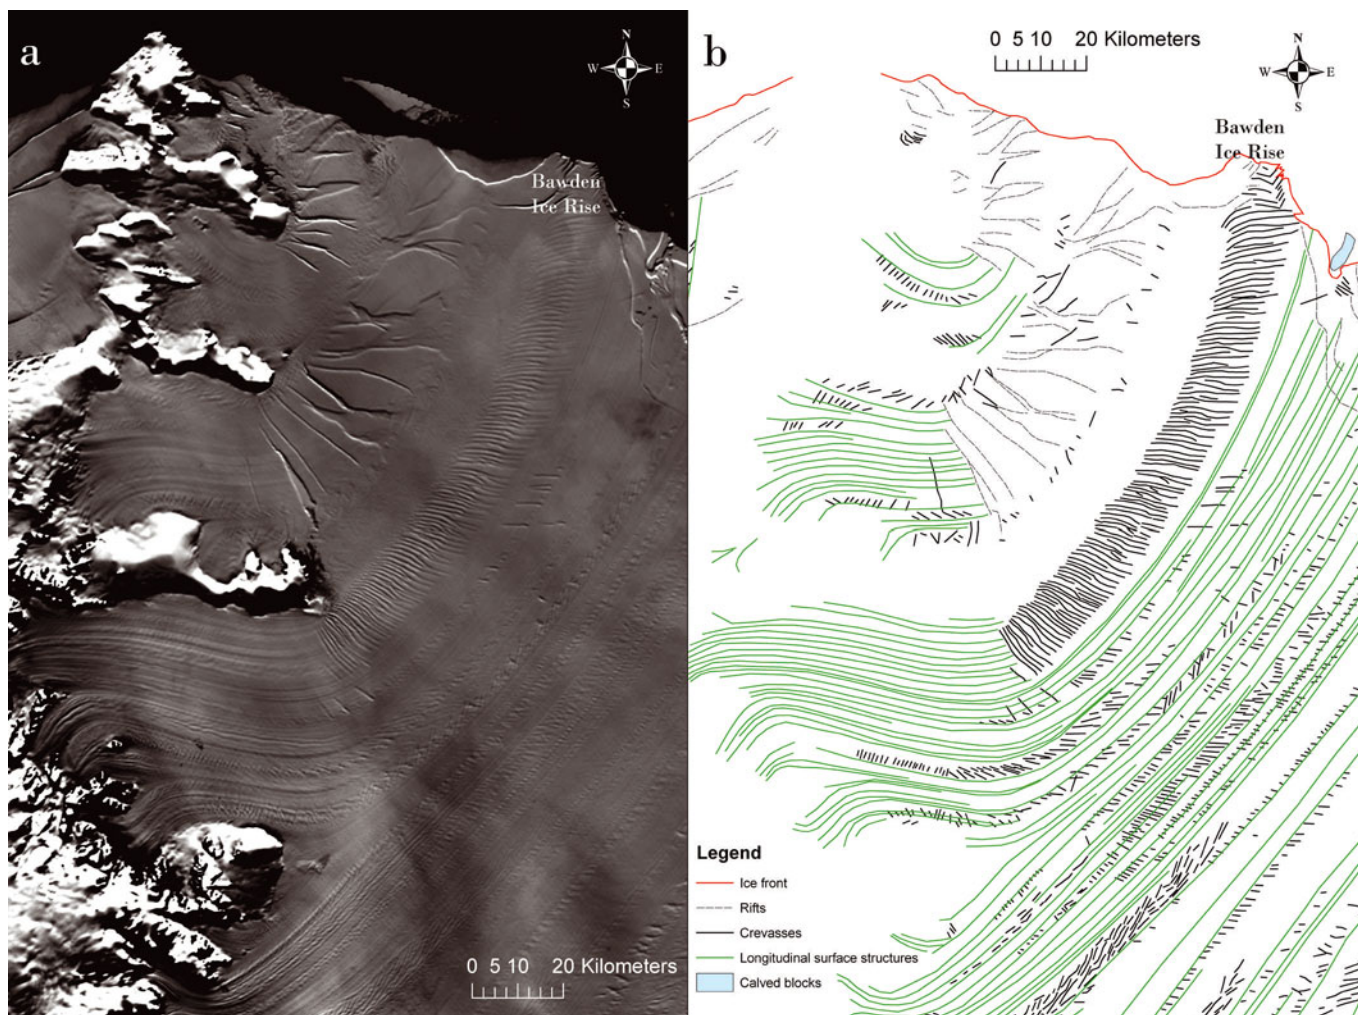 a
N
W E
S
Bawden
Ice Rise
0 5 10 20 Kilometers
b
0 5 10 20 Kilometers
N
W E
S
Bawden
Ice Rise
Legend
Ice front
Rifts
Crevasses
Longitudinal surface structures
Calved blocks